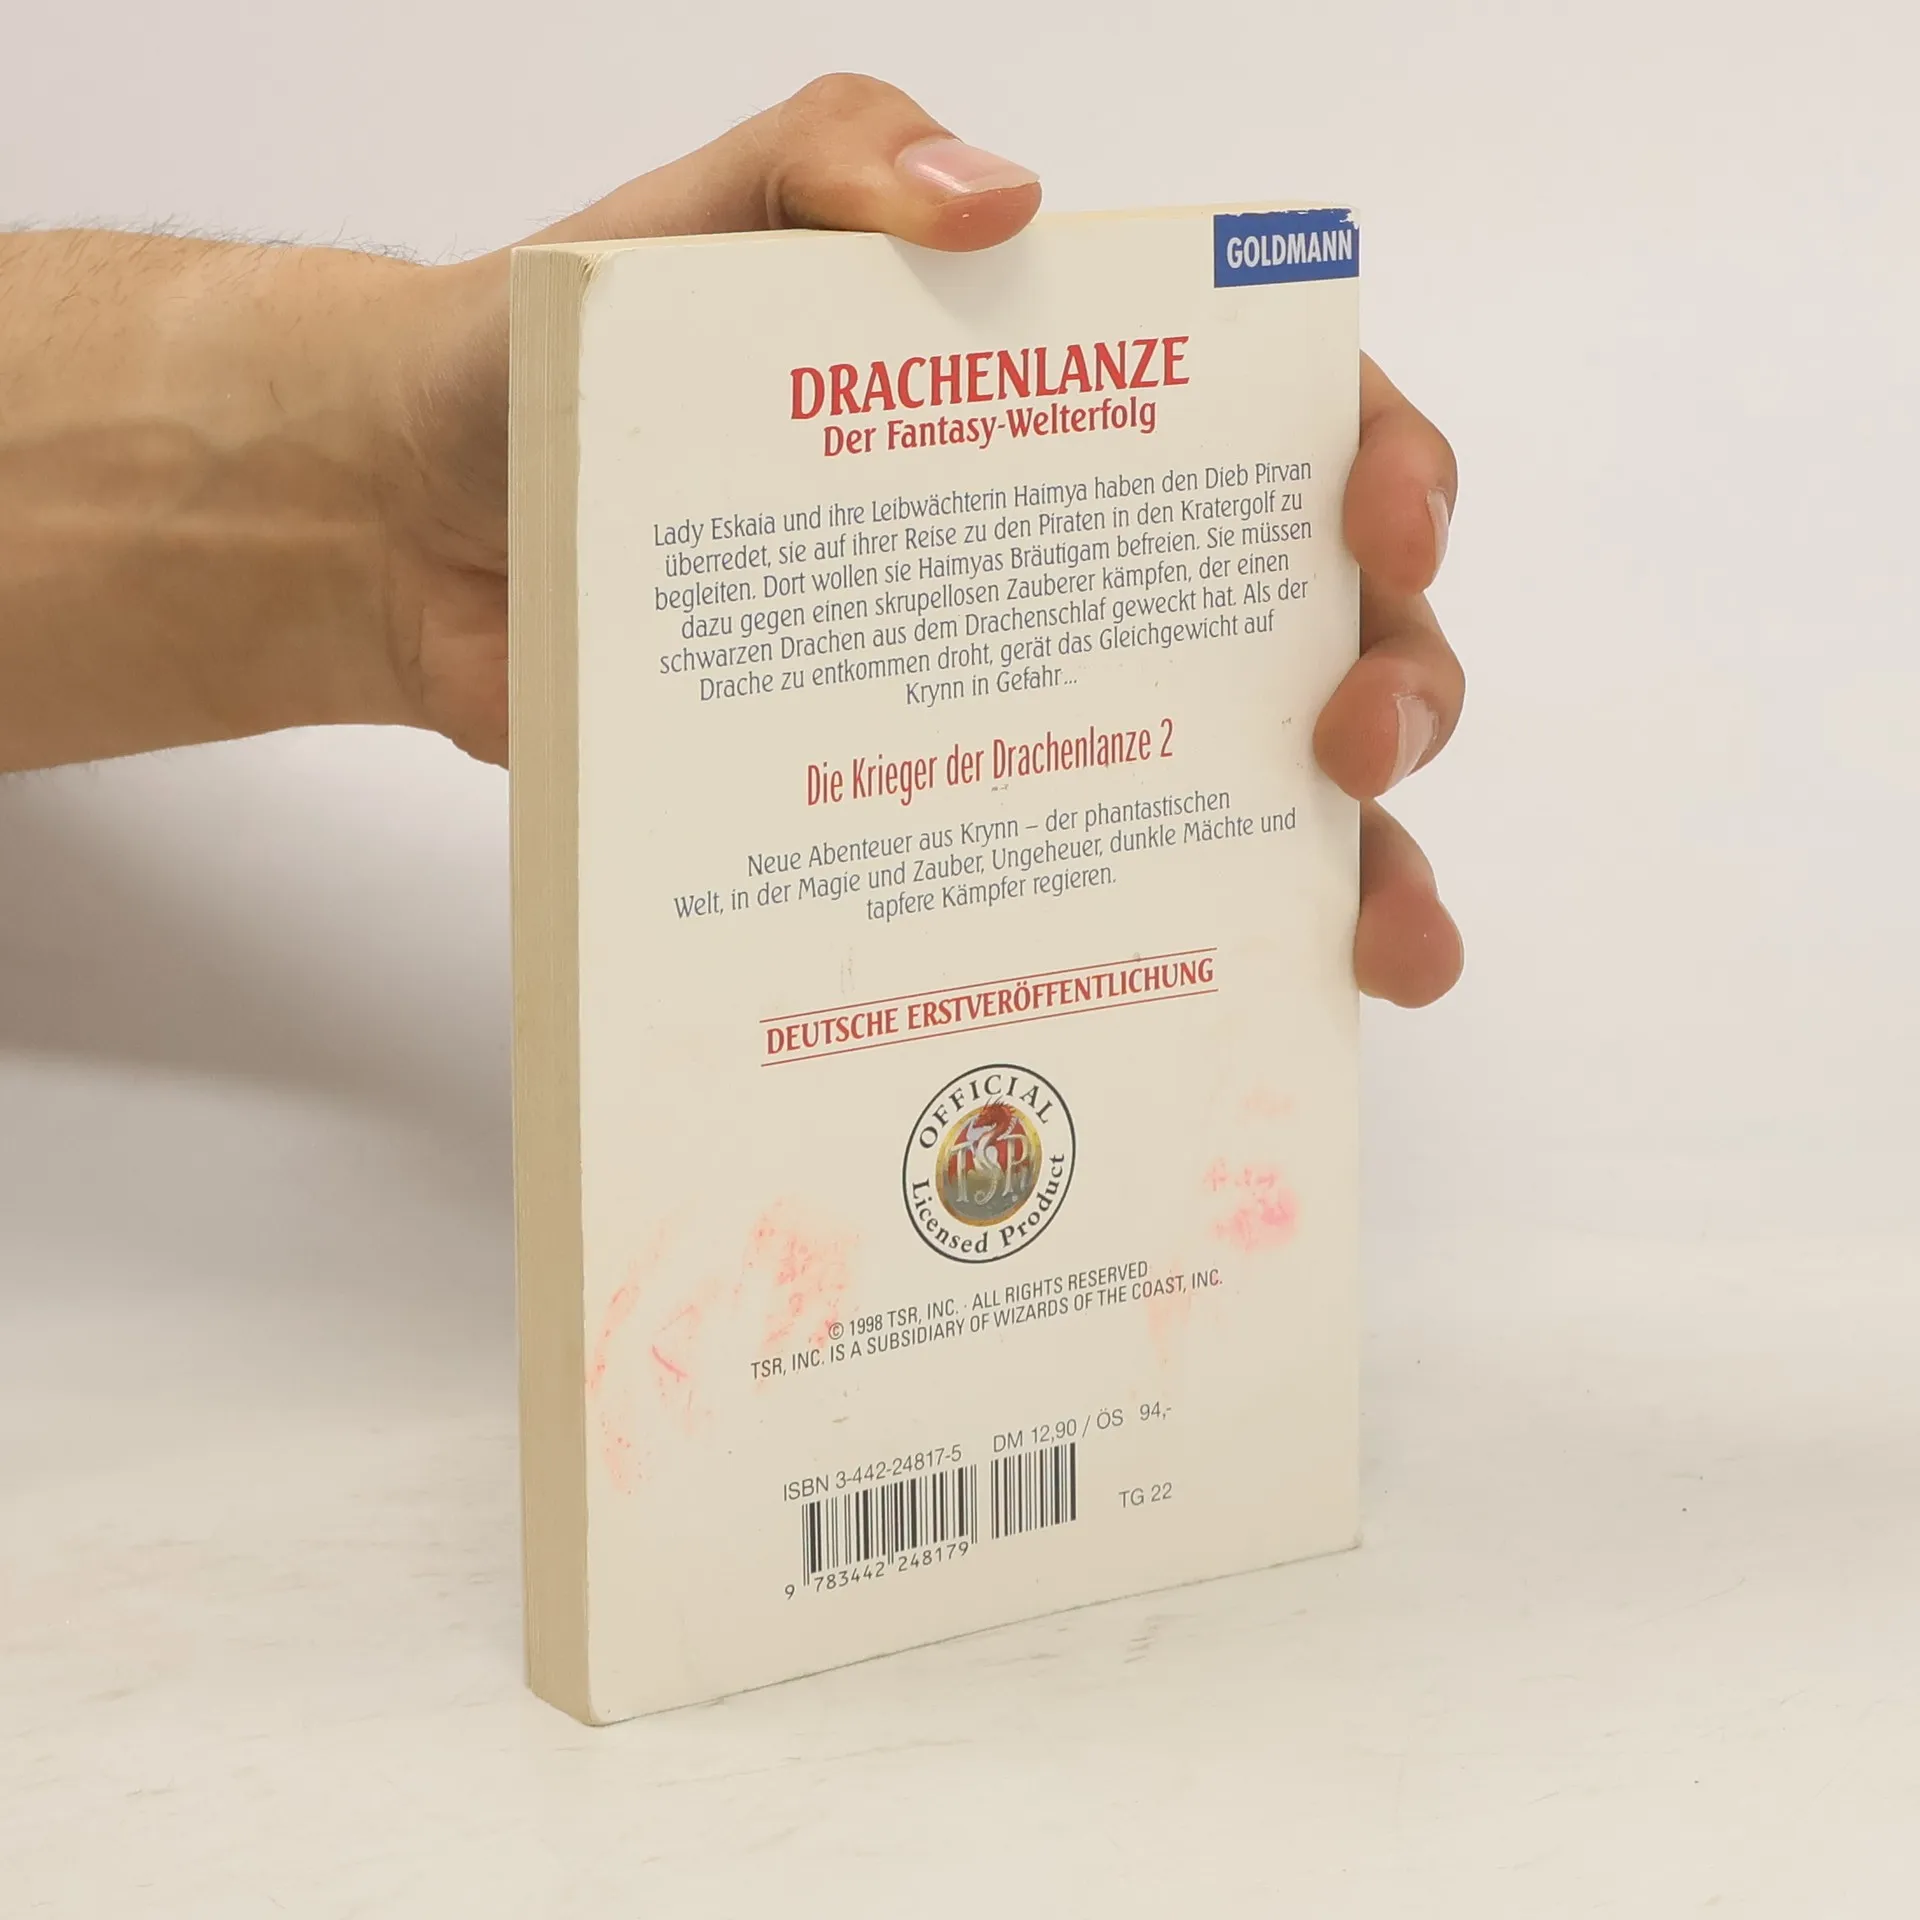 GOLDMANN
DRACHENLANZE
Der Fantasy-Welterfolg
Lady Eskaia und ihre Leibwächterin Haimya haben den Dieb Pirvan
überredet, sie auf ihrer Reise zu den Piraten in den Kratergolf zu
begleiten. Dort wollen sie Haimyas Bräutigam befreien. Sie müssen
dazu gegen einen skrupellosen Zauberer kämpfen, der einen
schwarzen Drachen aus dem Drachenschlaf geweckt hat. Als der
Drache zu entkommen droht, gerät das Gleichgewicht auf
Krynn in Gefahr...
Die Krieger der Drachenlanze 2
Neue Abenteuer aus Krynn – der phantastischen
Welt, in der Magie und Zauber, Ungeheuer, dunkle Mächte und
tapfere Kämpfer regieren.
DEUTSCHE ERSTVERÖFFENTLICHUNG
OFFICIAL
TSR
Licensed Product
© 1998 TSR, INC. · ALL RIGHTS RESERVED
TSR, INC. IS A SUBSIDIARY OF WIZARDS OF THE COAST, INC.
ISBN 3-442-24817-5 DM 12,90 / ÖS 94,-
TG 22
9 783442 248179